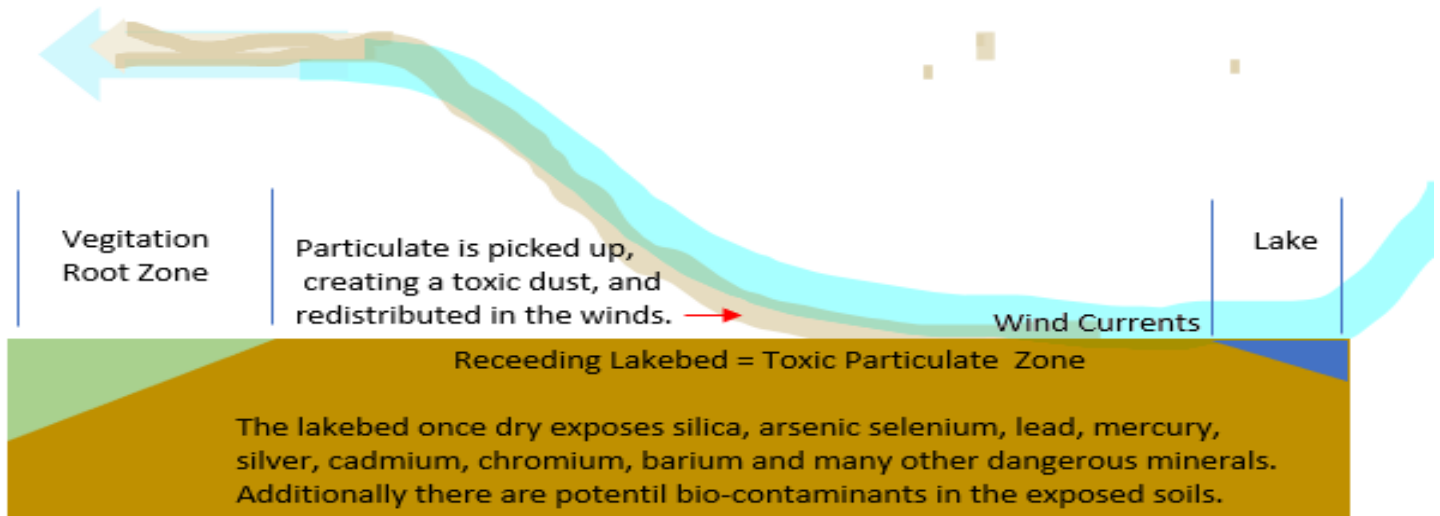 Vegitation
Root Zone
Particulate is picked up,
creating a toxic dust, and
redistributed in the winds.
Lake
Wind Currents
Receeding Lakebed = Toxic Particulate Zone
The lakebed once dry exposes silica, arsenic selenium, lead, mercury,
silver, cadmium, chromium, barium and many other dangerous minerals.
Additionally there are potentil bio-contaminants in the exposed soils.